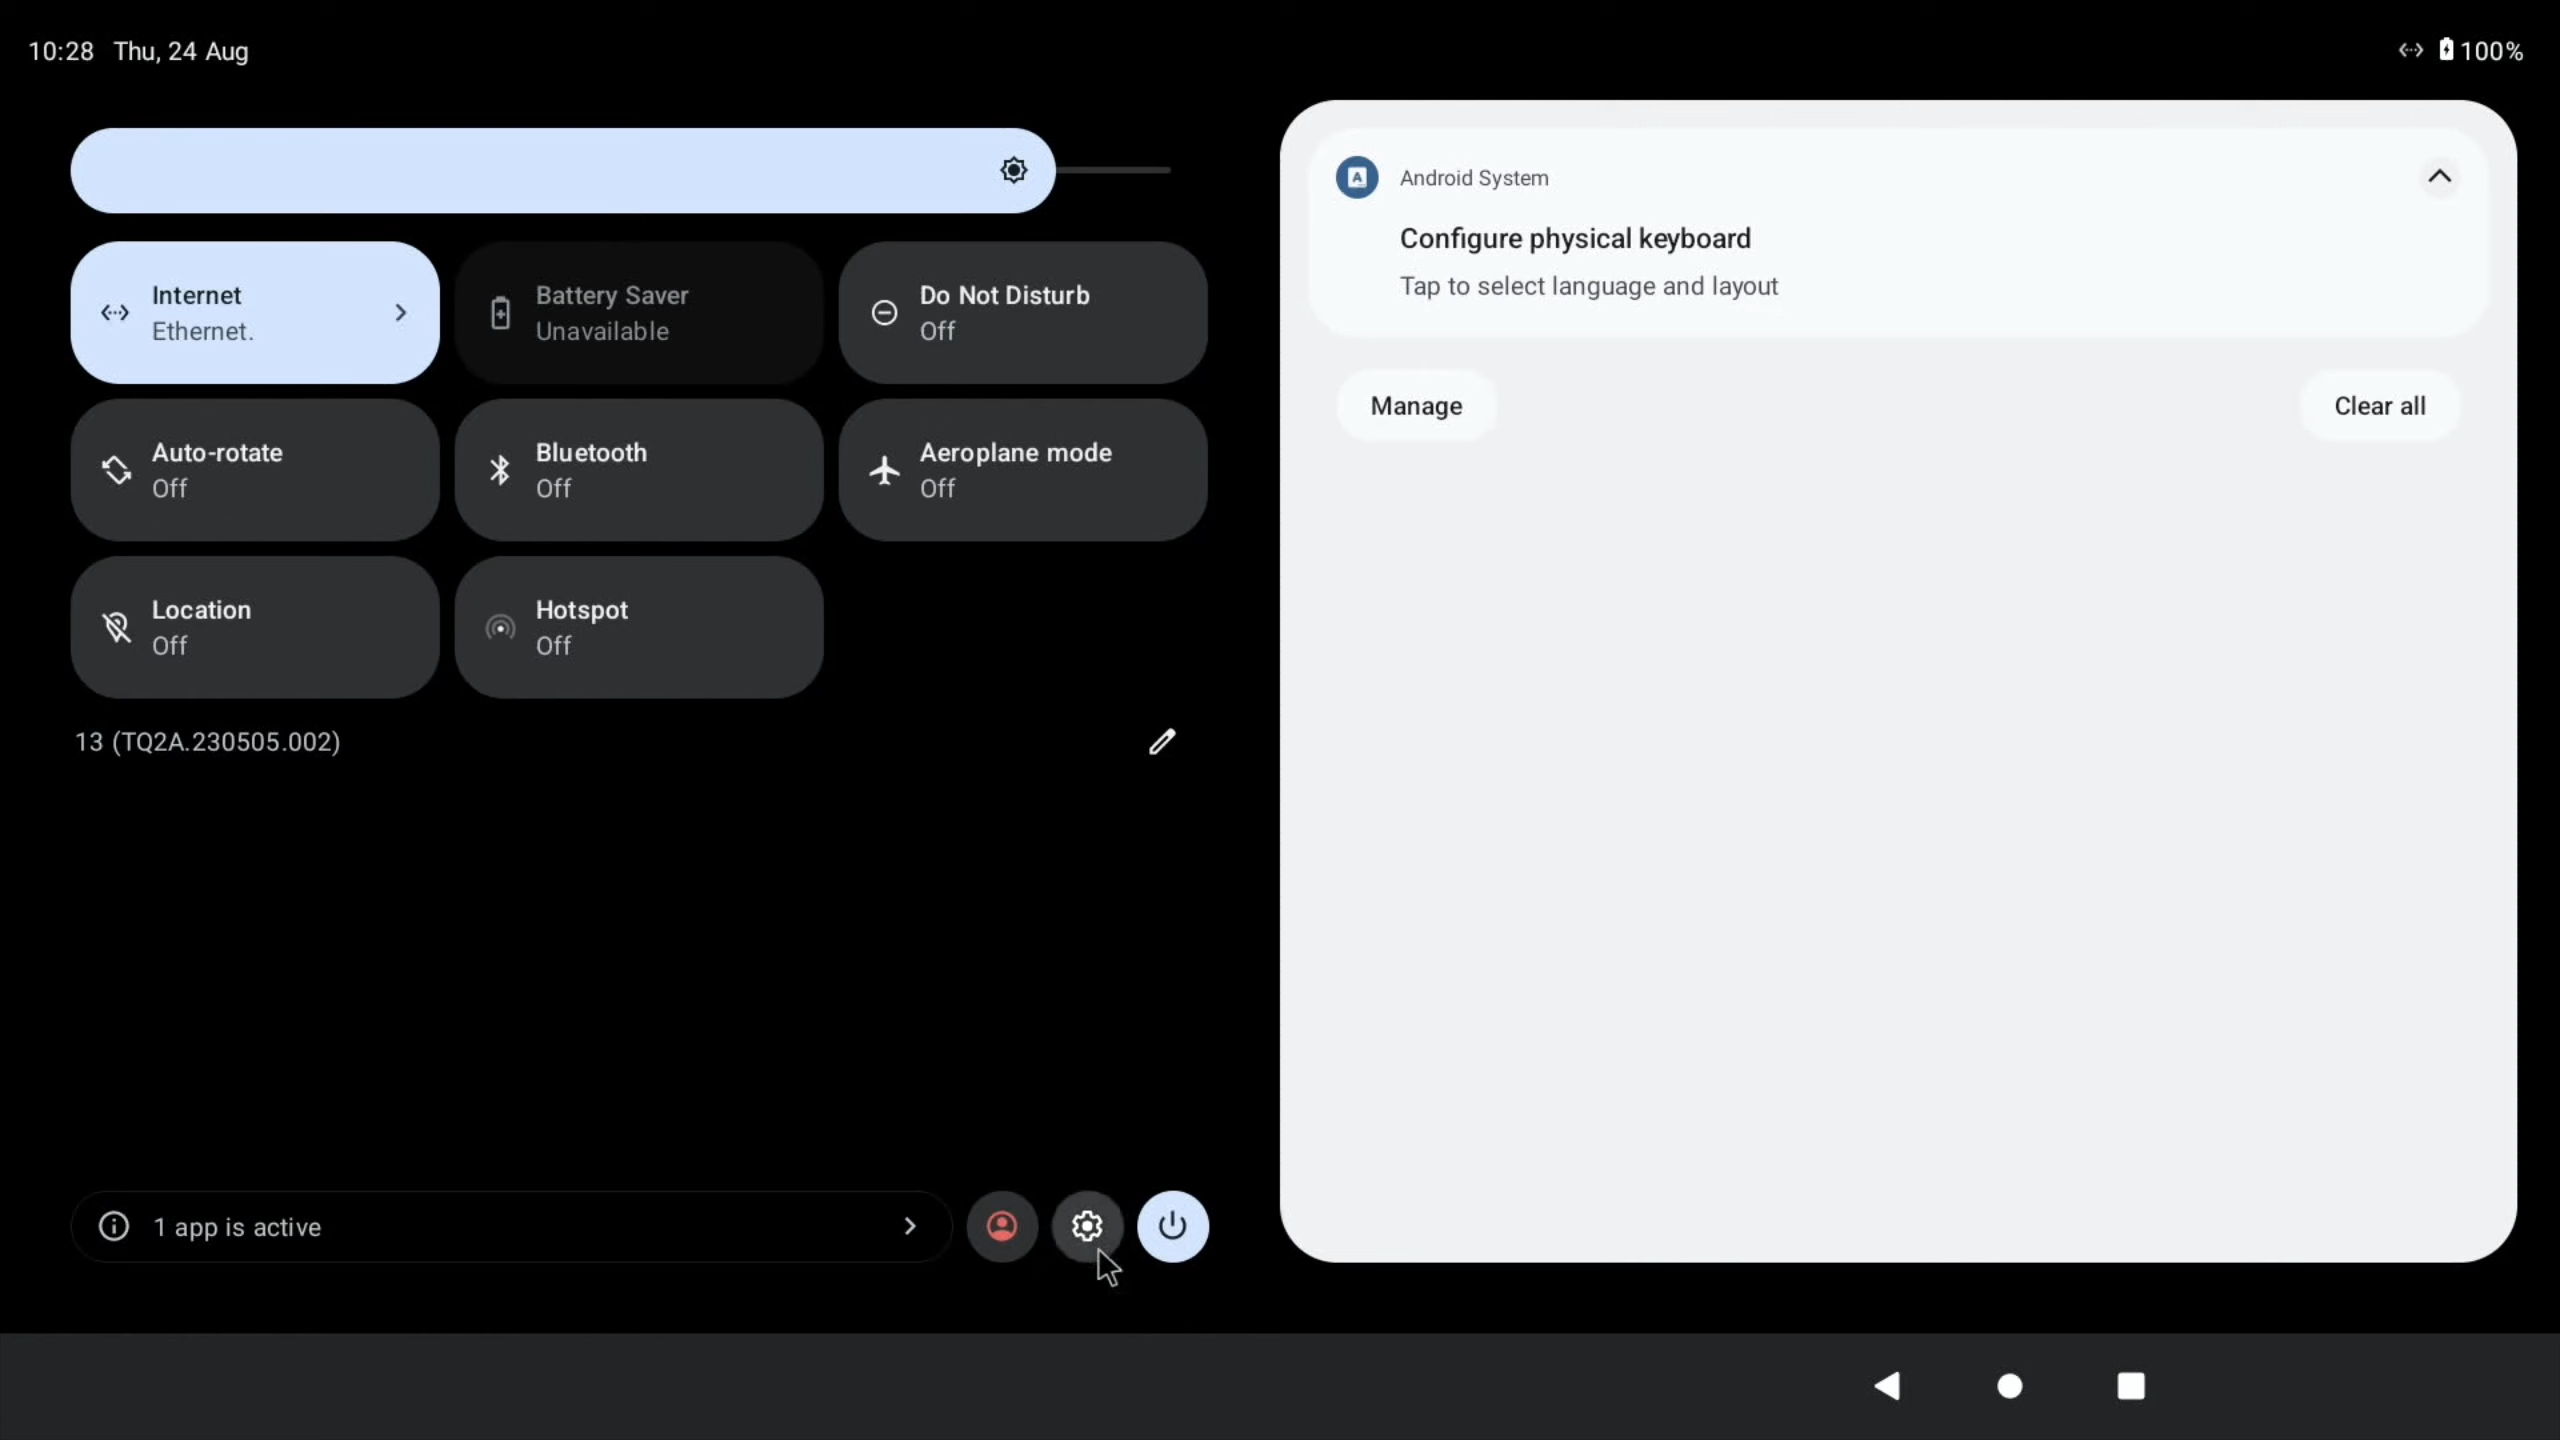 10:28 Thu, 24 Aug
100%
Internet
Ethernet.
Battery Saver
Unavailable
Do Not Disturb
Off
Auto-rotate
Off
Bluetooth
Off
Aeroplane mode
Off
Location
Off
Hotspot
Off
13 (TQ2A.230505.002)
1 app is active
Android System
Configure physical keyboard
Tap to select language and layout
Manage
Clear all